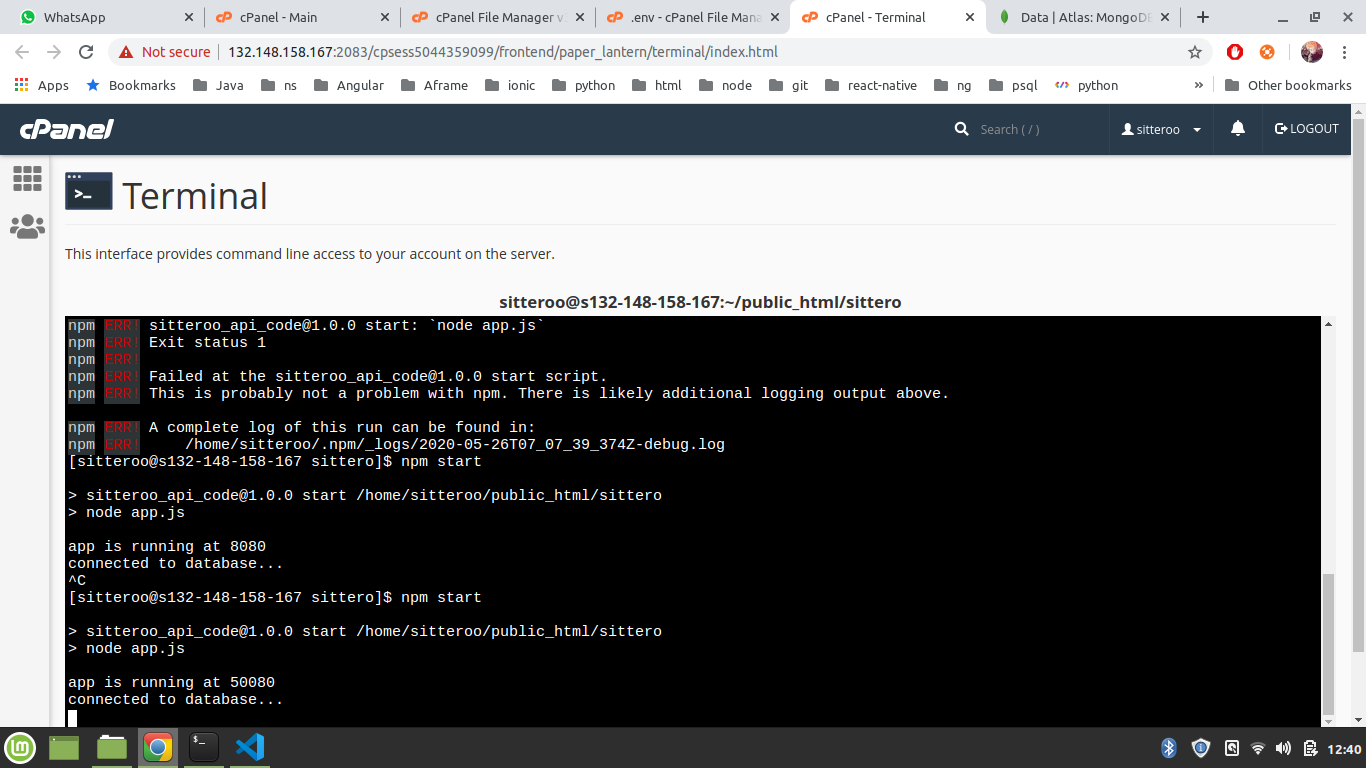 WhatsApp
cPanel - Main
cPanel File Manager v
.env - cPanel File Mana
cPanel - Terminal
Data | Atlas: MongoDB
Not secure | 132.148.158.167:2083/cpsess5044359099/frontend/paper_lantern/terminal/index.html
Apps Bookmarks Java ns Angular Aframe ionic python html node git react-native ng psql python » Other bookmarks
cPanel Search ( / ) sitteroo LOGOUT
>_ Terminal
This interface provides command line access to your account on the server.
sitteroo@s132-148-158-167:~/public_html/sittero
npm ERR! sitteroo_api_code@1.0.0 start: `node app.js`
npm ERR! Exit status 1
npm ERR!
npm ERR! Failed at the sitteroo_api_code@1.0.0 start script.
npm ERR! This is probably not a problem with npm. There is likely additional logging output above.
npm ERR! A complete log of this run can be found in:
npm ERR!     /home/sitteroo/.npm/_logs/2020-05-26T07_07_39_374Z-debug.log
[sitteroo@s132-148-158-167 sittero]$ npm start
> sitteroo_api_code@1.0.0 start /home/sitteroo/public_html/sittero
> node app.js
app is running at 8080
connected to database...
^C
[sitteroo@s132-148-158-167 sittero]$ npm start
> sitteroo_api_code@1.0.0 start /home/sitteroo/public_html/sittero
> node app.js
app is running at 50080
connected to database...
12:40